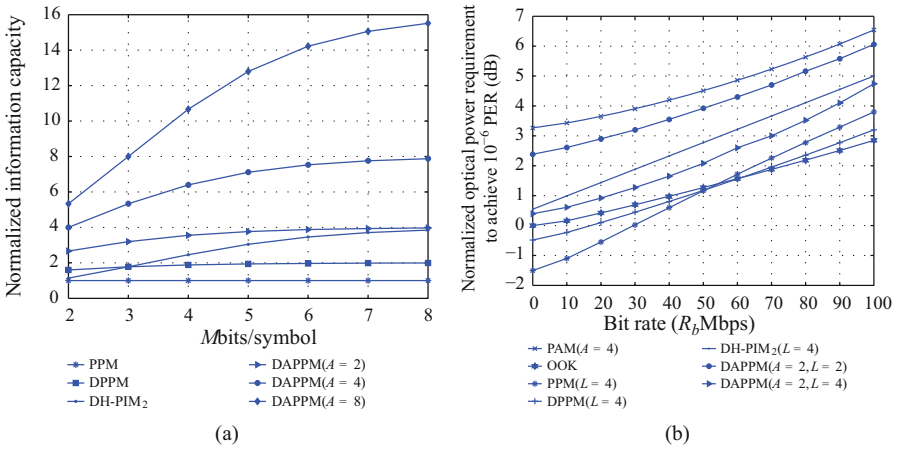 (a)
Normalized information capacity
16
14
12
10
8
6
4
2
0
2 3 4 5 6 7 8
Mbits/symbol
PPM
DPPM
DH-PIM₂
DAPPM(A = 2)
DAPPM(A = 4)
DAPPM(A = 8)
(a)
(b)
Normalized optical power requirement
to achieve 10⁻⁶ PER (dB)
7
6
5
4
3
2
1
0
−1
−2
0 10 20 30 40 50 60 70 80 90 100
Bit rate (R_b Mbps)
PAM(A = 4)
OOK
PPM(L = 4)
DPPM(L = 4)
DH-PIM₂(L = 4)
DAPPM(A = 2, L = 2)
DAPPM(A = 2, L = 4)
(b)